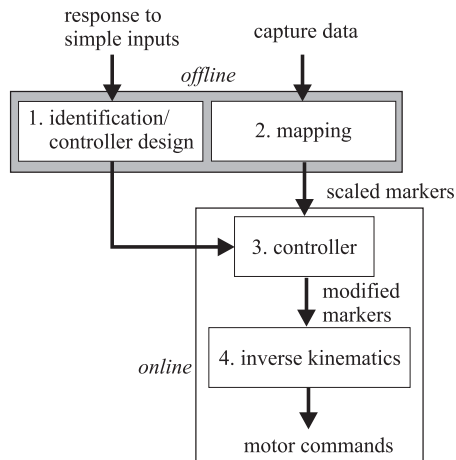 response to
simple inputs
capture data
offline
1. identification/
controller design
2. mapping
scaled markers
3. controller
modified
markers
online
4. inverse kinematics
motor commands